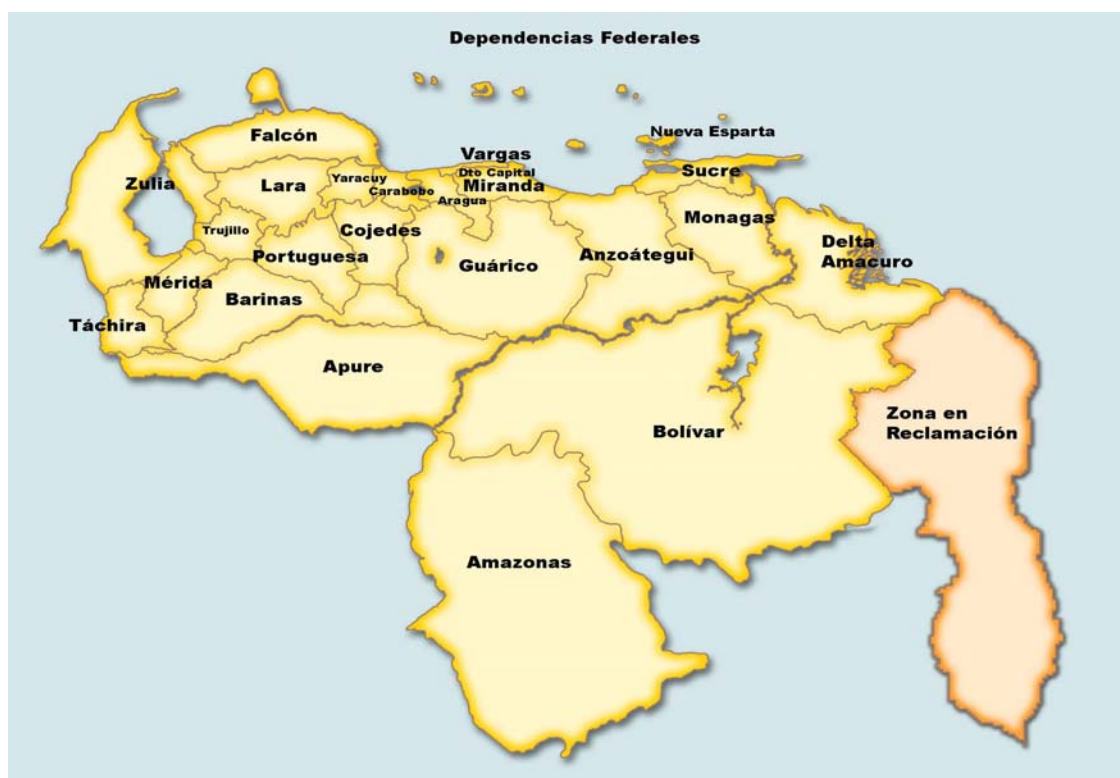 Dependencias Federales
Nueva Esparta
Falcón
Vargas
Dto Capital
Sucre
Zulia
Lara
Yaracuy
Carabobo
Miranda
Aragua
Monagas
Trujillo
Cojedes
Delta
Amacuro
Portuguesa
Guárico
Anzoátegui
Mérida
Barinas
Táchira
Apure
Bolívar
Zona en
Reclamación
Amazonas